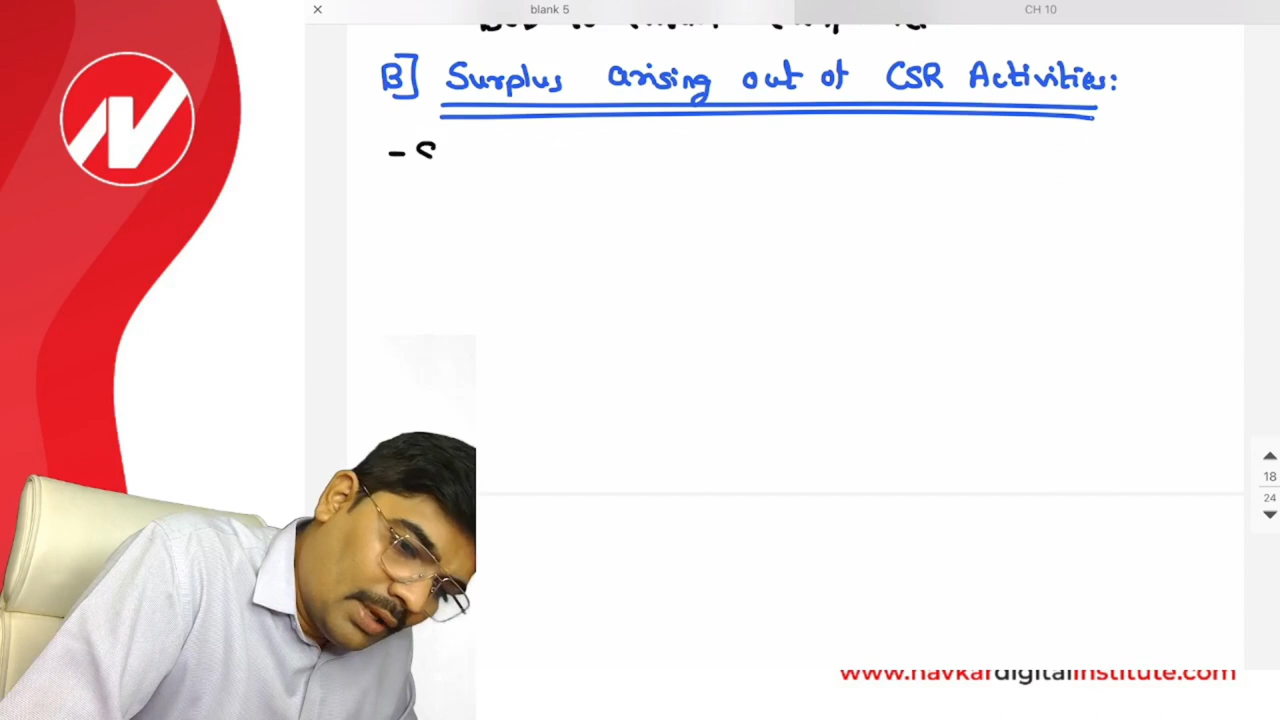 blank 5
CH 10
B] Surplus arising out of CSR Activities:
- S
18
24
www.navkardigitalinstitute.com